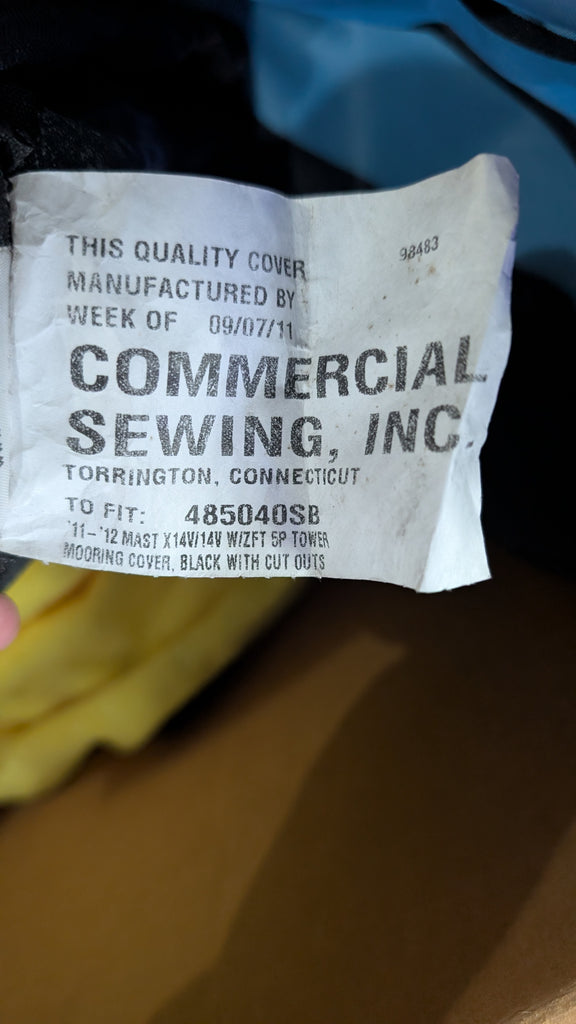 THIS QUALITY COVER 98483
MANUFACTURED BY
WEEK OF 09/07/11
COMMERCIAL
SEWING, INC.
TORRINGTON, CONNECTICUT
TO FIT: 485040SB
'11-'12 MAST X14V/14V W/ZFT 5P TOWER
MOORING COVER, BLACK WITH CUT OUTS